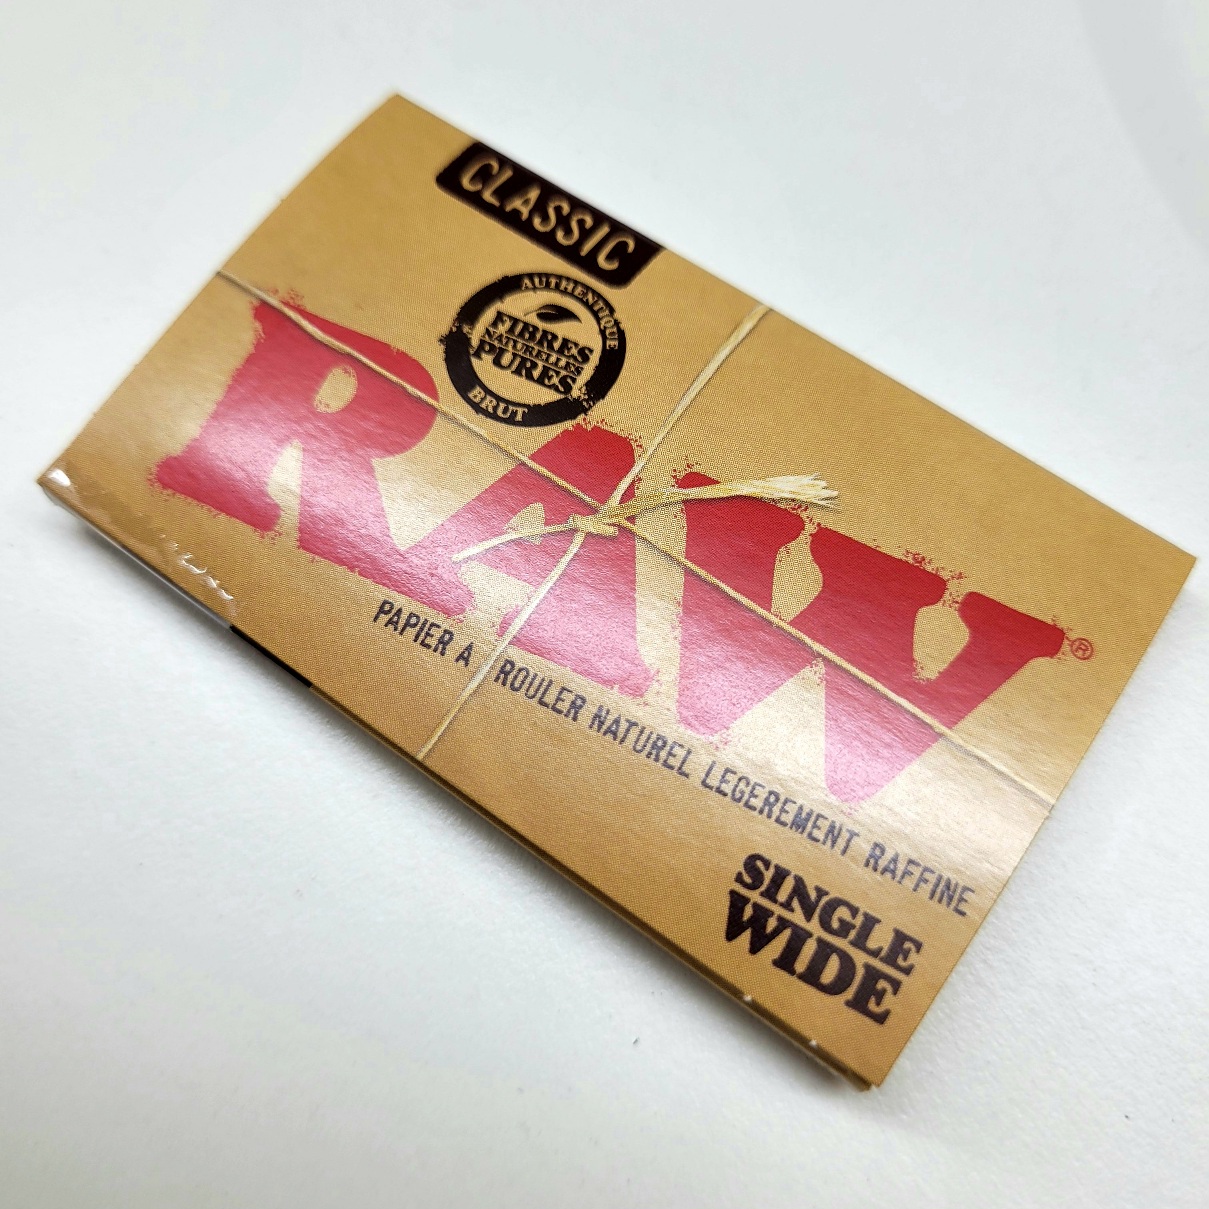 CLASSIC
AUTHENTIQUE
FIBRES
NATURELLES
PURES
BRUT
RAW®
PAPIER A ROULER NATUREL LEGEREMENT RAFFINE
SINGLE
WIDE